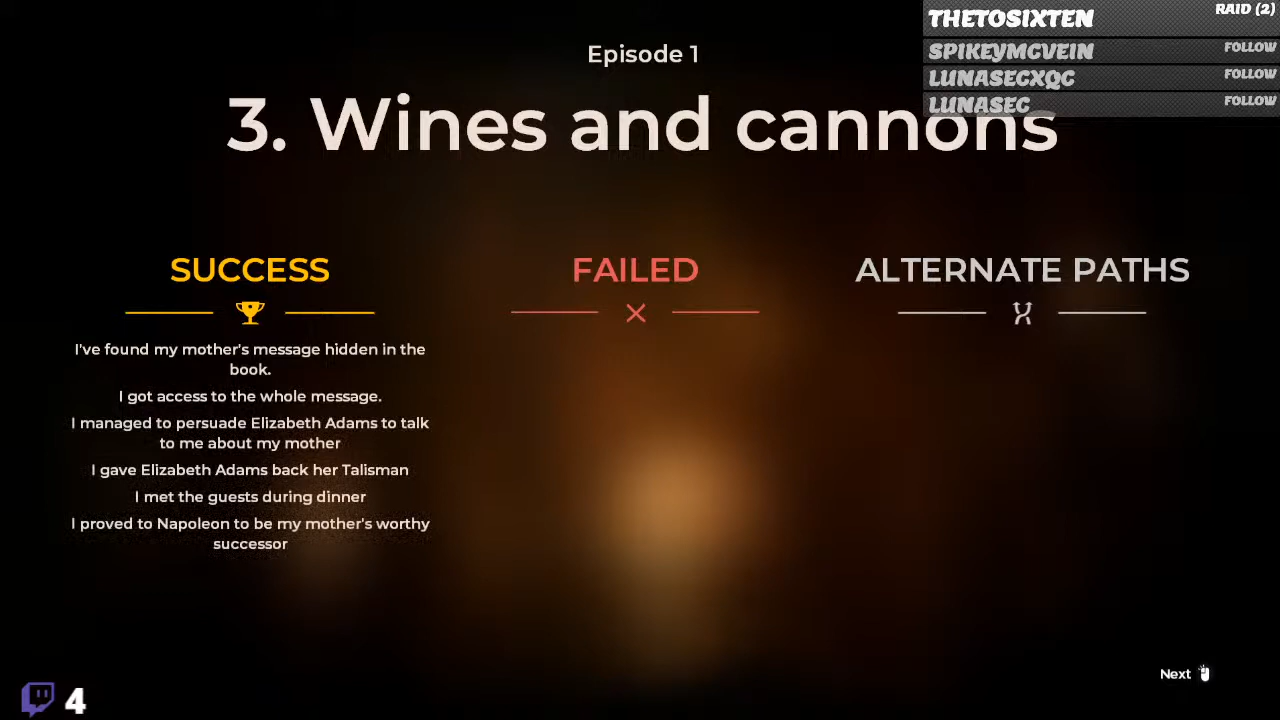 THETOSIXTEN RAID (2)
SPIKEYMCVEIN FOLLOW
LUNASECXQC FOLLOW
LUNASEC FOLLOW
Episode 1
3. Wines and cannons
SUCCESS
I've found my mother's message hidden in the
book.
I got access to the whole message.
I managed to persuade Elizabeth Adams to talk
to me about my mother
I gave Elizabeth Adams back her Talisman
I met the guests during dinner
I proved to Napoleon to be my mother's worthy
successor
FAILED
ALTERNATE PATHS
Next
4